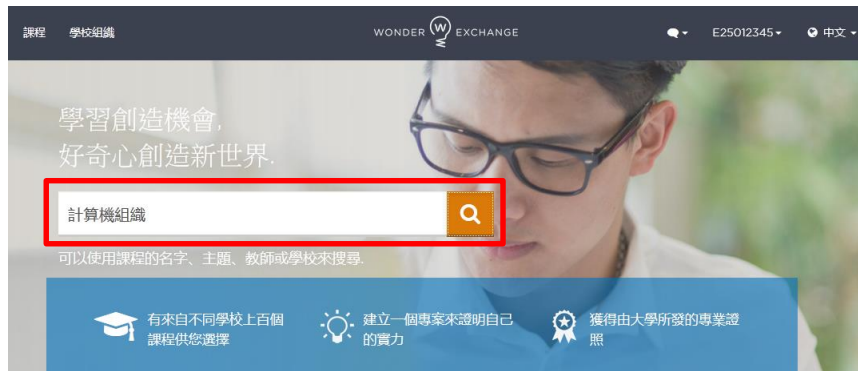 課程 學校組織 WONDER W EXCHANGE E25012345 中文
學習創造機會,
好奇心創造新世界.
計算機組織
可以使用課程的名字、主題、教師或學校來搜尋.
有來自不同學校上百個
課程供您選擇
建立一個專案來證明自己
的實力
獲得由大學所發的專業證
照